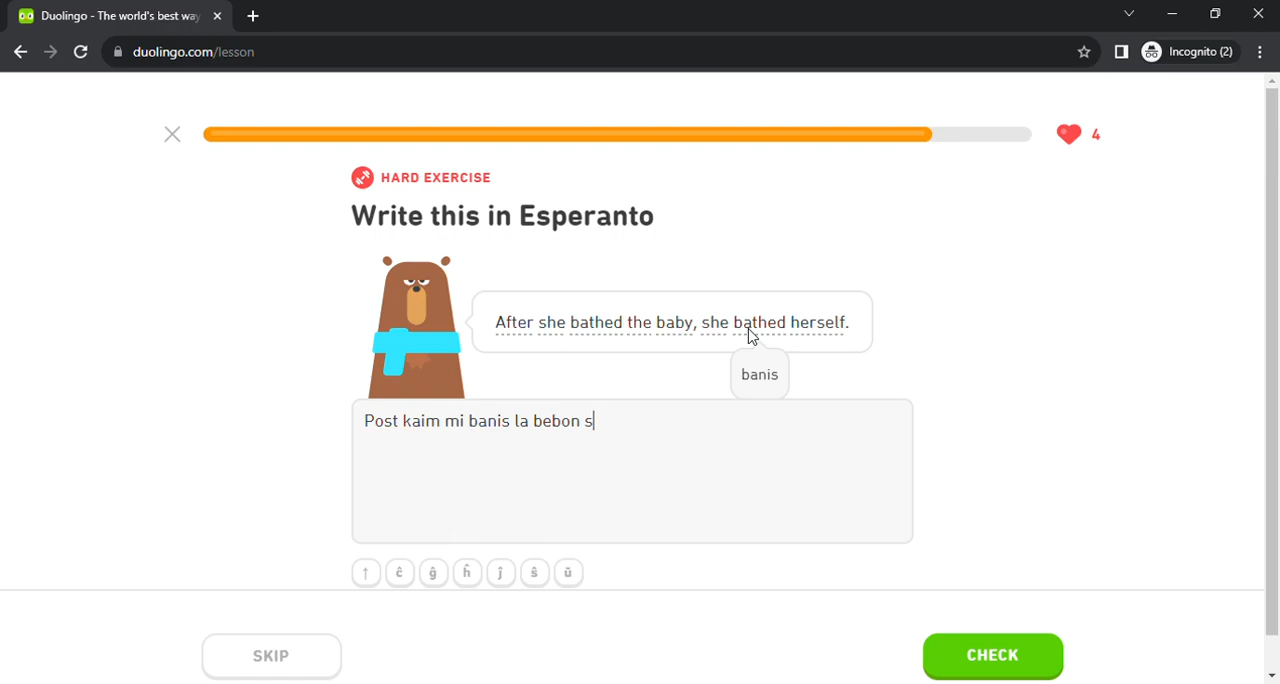 Duolingo - The world's best way
duolingo.com/lesson
Incognito (2)
4
HARD EXERCISE
Write this in Esperanto
After she bathed the baby, she bathed herself.
banis
Post kaim mi banis la bebon s
↑ ĉ ĝ ĥ ĵ ŝ ŭ
SKIP
CHECK